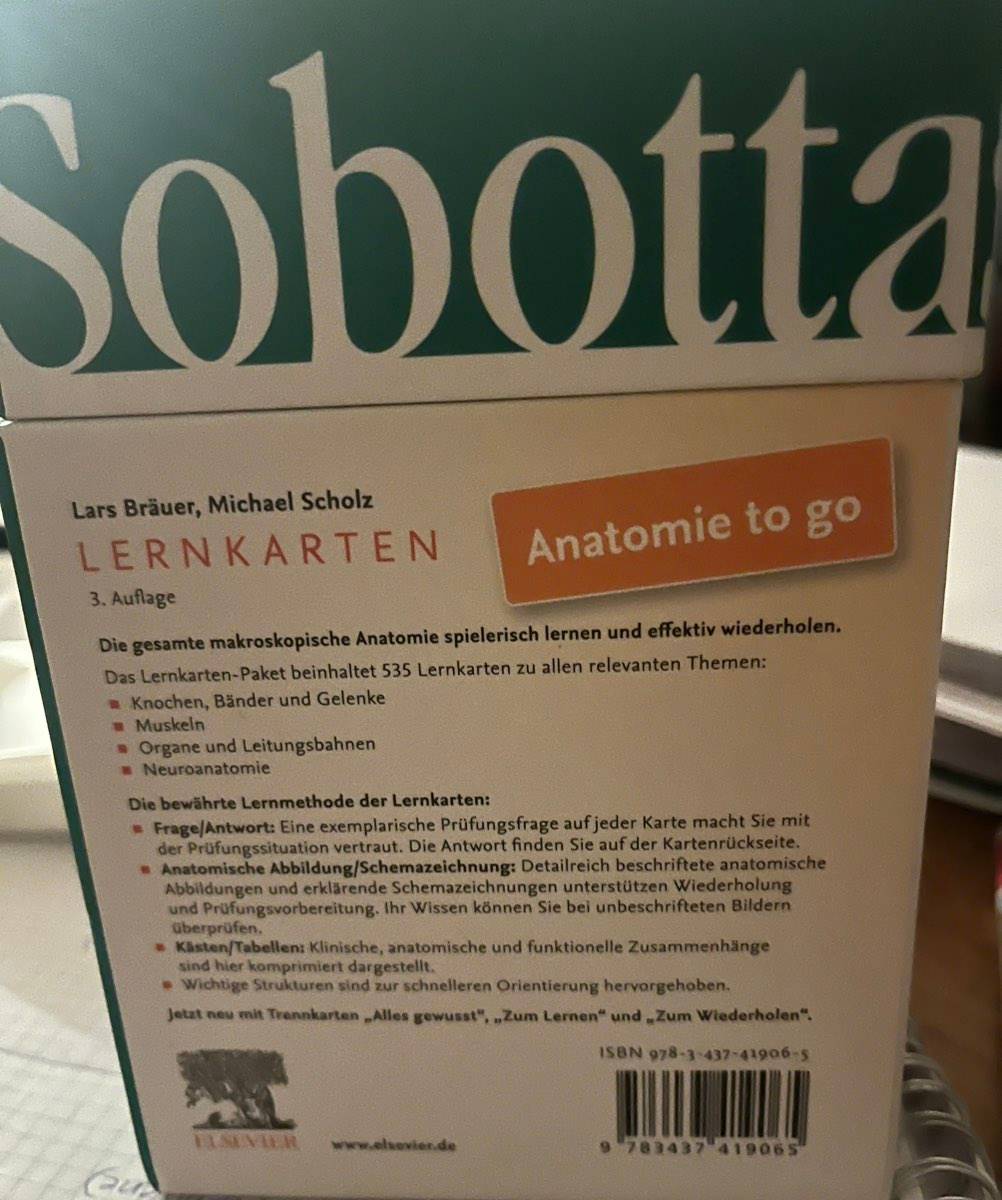 Sobotta
Lars Bräuer, Michael Scholz
LERNKARTEN
3. Auflage
Anatomie to go
Die gesamte makroskopische Anatomie spielerisch lernen und effektiv wiederholen.
Das Lernkarten-Paket beinhaltet 535 Lernkarten zu allen relevanten Themen:
▪ Knochen, Bänder und Gelenke
▪ Muskeln
▪ Organe und Leitungsbahnen
▪ Neuroanatomie
Die bewährte Lernmethode der Lernkarten:
▪ Frage/Antwort: Eine exemplarische Prüfungsfrage auf jeder Karte macht Sie mit
der Prüfungssituation vertraut. Die Antwort finden Sie auf der Kartenrückseite.
▪ Anatomische Abbildung/Schemazeichnung: Detailreich beschriftete anatomische
Abbildungen und erklärende Schemazeichnungen unterstützen Wiederholung
und Prüfungsvorbereitung. Ihr Wissen können Sie bei unbeschrifteten Bildern
überprüfen.
▪ Kästen/Tabellen: Klinische, anatomische und funktionelle Zusammenhänge
sind hier komprimiert dargestellt.
▪ Wichtige Strukturen sind zur schnelleren Orientierung hervorgehoben.
Jetzt neu mit Trennkarten „Alles gewusst“, „Zum Lernen“ und „Zum Wiederholen“.
ISBN 978-3-437-41906-5
ELSEVIER
www.elsevier.de
9 783437 419065